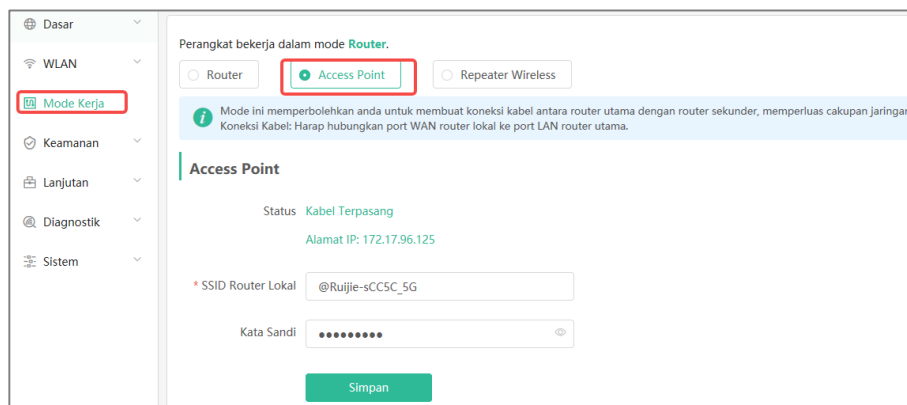 Dasar
WLAN
Mode Kerja
Keamanan
Lanjutan
Diagnostik
Sistem
Perangkat bekerja dalam mode Router.
Router
Access Point
Repeater Wireless
Mode ini memperbolehkan anda untuk membuat koneksi kabel antara router utama dengan router sekunder, memperluas cakupan jaringan
Koneksi Kabel: Harap hubungkan port WAN router lokal ke port LAN router utama.
Access Point
Status Kabel Terpasang
Alamat IP: 172.17.96.125
* SSID Router Lokal @Ruijie-sCC5C_5G
Kata Sandi •••••••••
Simpan